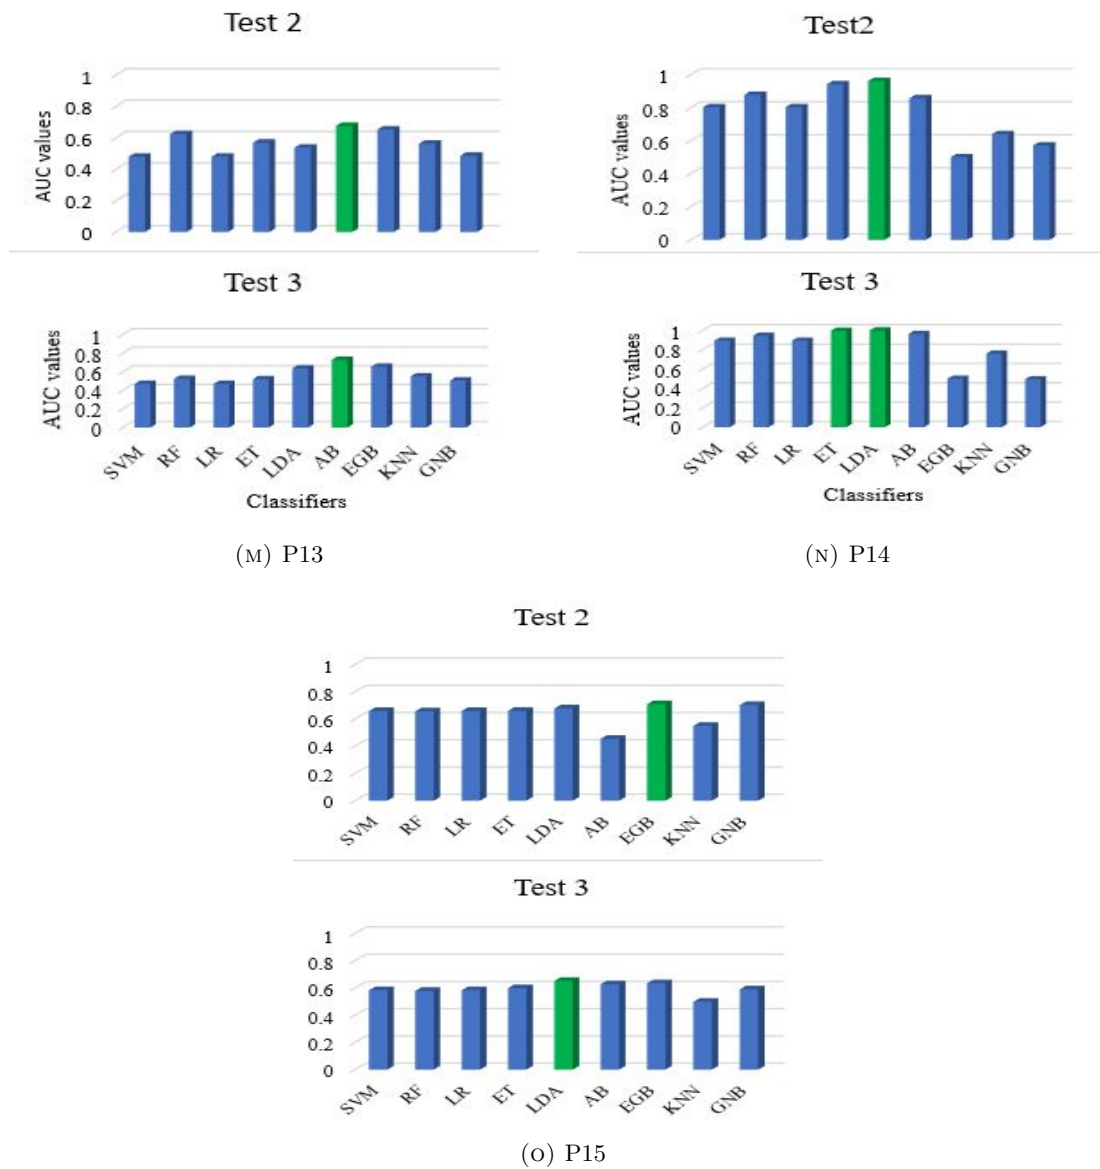 Test 2
AUC values
1
0.8
0.6
0.4
0.2
0
Test 3
AUC values
1
0.8
0.6
0.4
0.2
0
SVM RF LR ET LDA AB EGB KNN GNB
Classifiers
(M) P13
Test2
AUC values
1
0.8
0.6
0.4
0.2
0
Test 3
AUC values
1
0.8
0.6
0.4
0.2
0
SVM RF LR ET LDA AB EGB KNN GNB
Classifiers
(N) P14
Test 2
1
0.8
0.6
0.4
0.2
0
SVM RF LR ET LDA AB EGB KNN GNB
Test 3
1
0.8
0.6
0.4
0.2
0
SVM RF LR ET LDA AB EGB KNN GNB
(O) P15